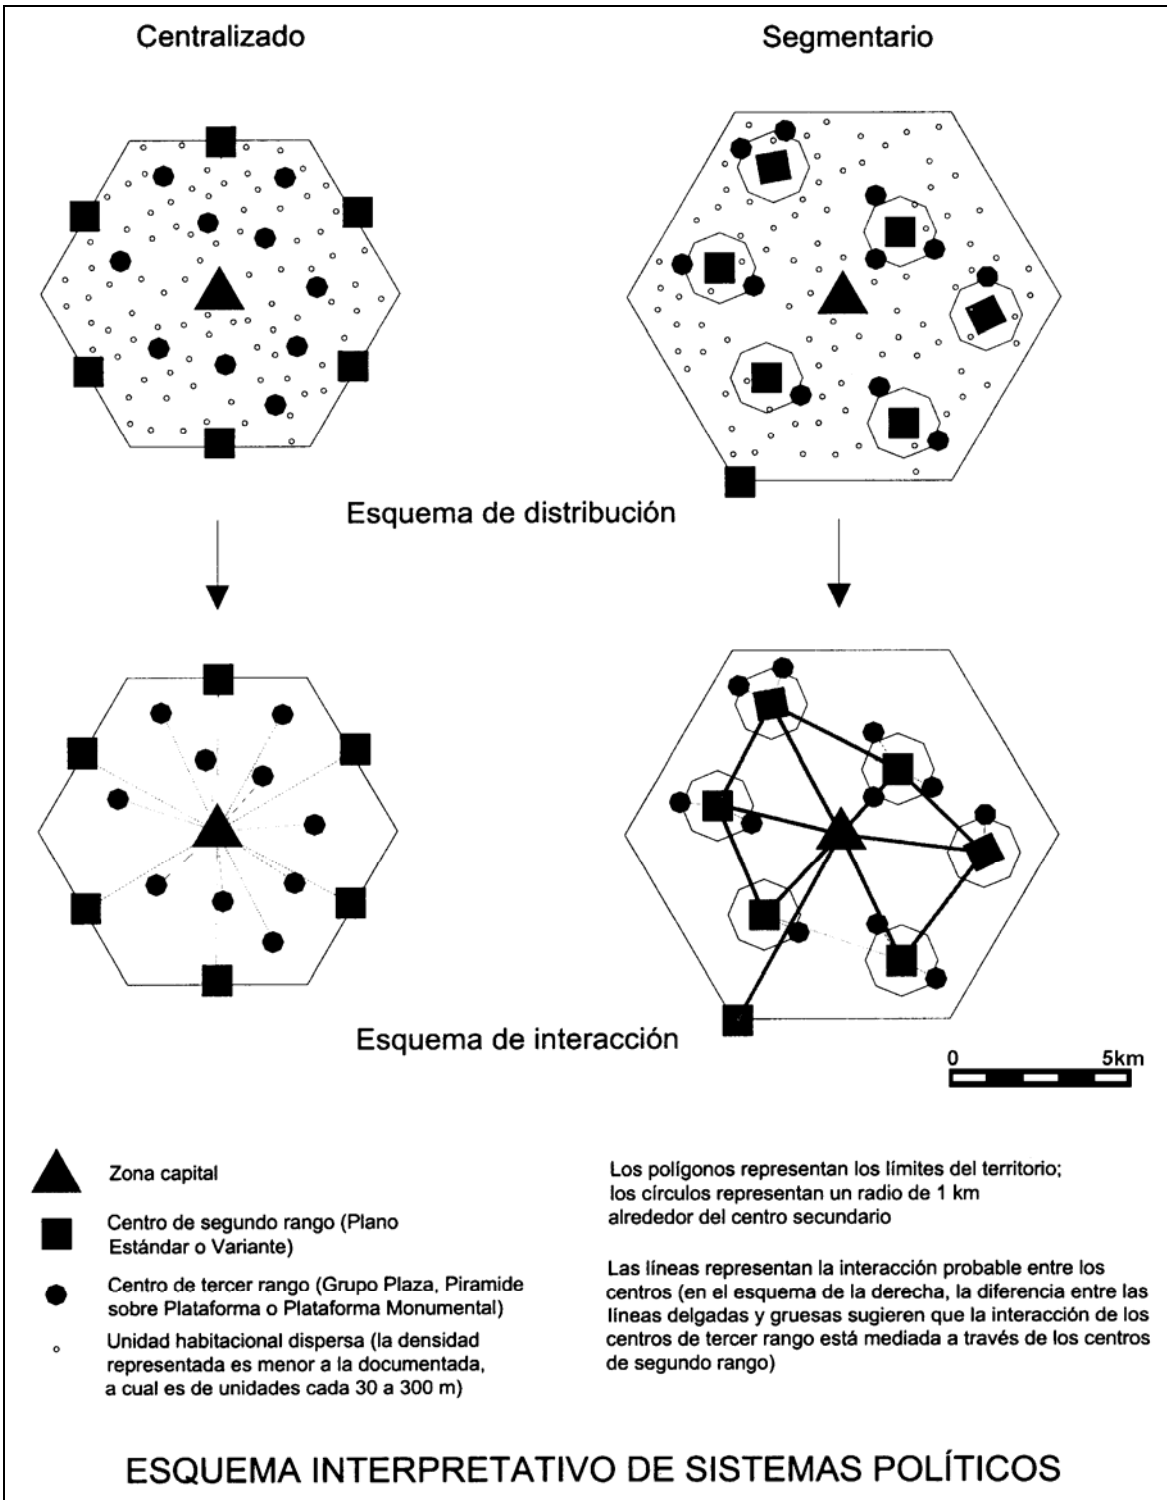 Centralizado
Segmentario
Esquema de distribución
Esquema de interacción
0 5km
Zona capital
Centro de segundo rango (Plano
Estándar o Variante)
Centro de tercer rango (Grupo Plaza, Piramide
sobre Plataforma o Plataforma Monumental)
Unidad habitacional dispersa (la densidad
representada es menor a la documentada,
a cual es de unidades cada 30 a 300 m)
Los polígonos representan los límites del territorio;
los círculos representan un radio de 1 km
alrededor del centro secundario
Las líneas representan la interacción probable entre los
centros (en el esquema de la derecha, la diferencia entre las
líneas delgadas y gruesas sugieren que la interacción de los
centros de tercer rango está mediada a través de los centros
de segundo rango)
ESQUEMA INTERPRETATIVO DE SISTEMAS POLÍTICOS